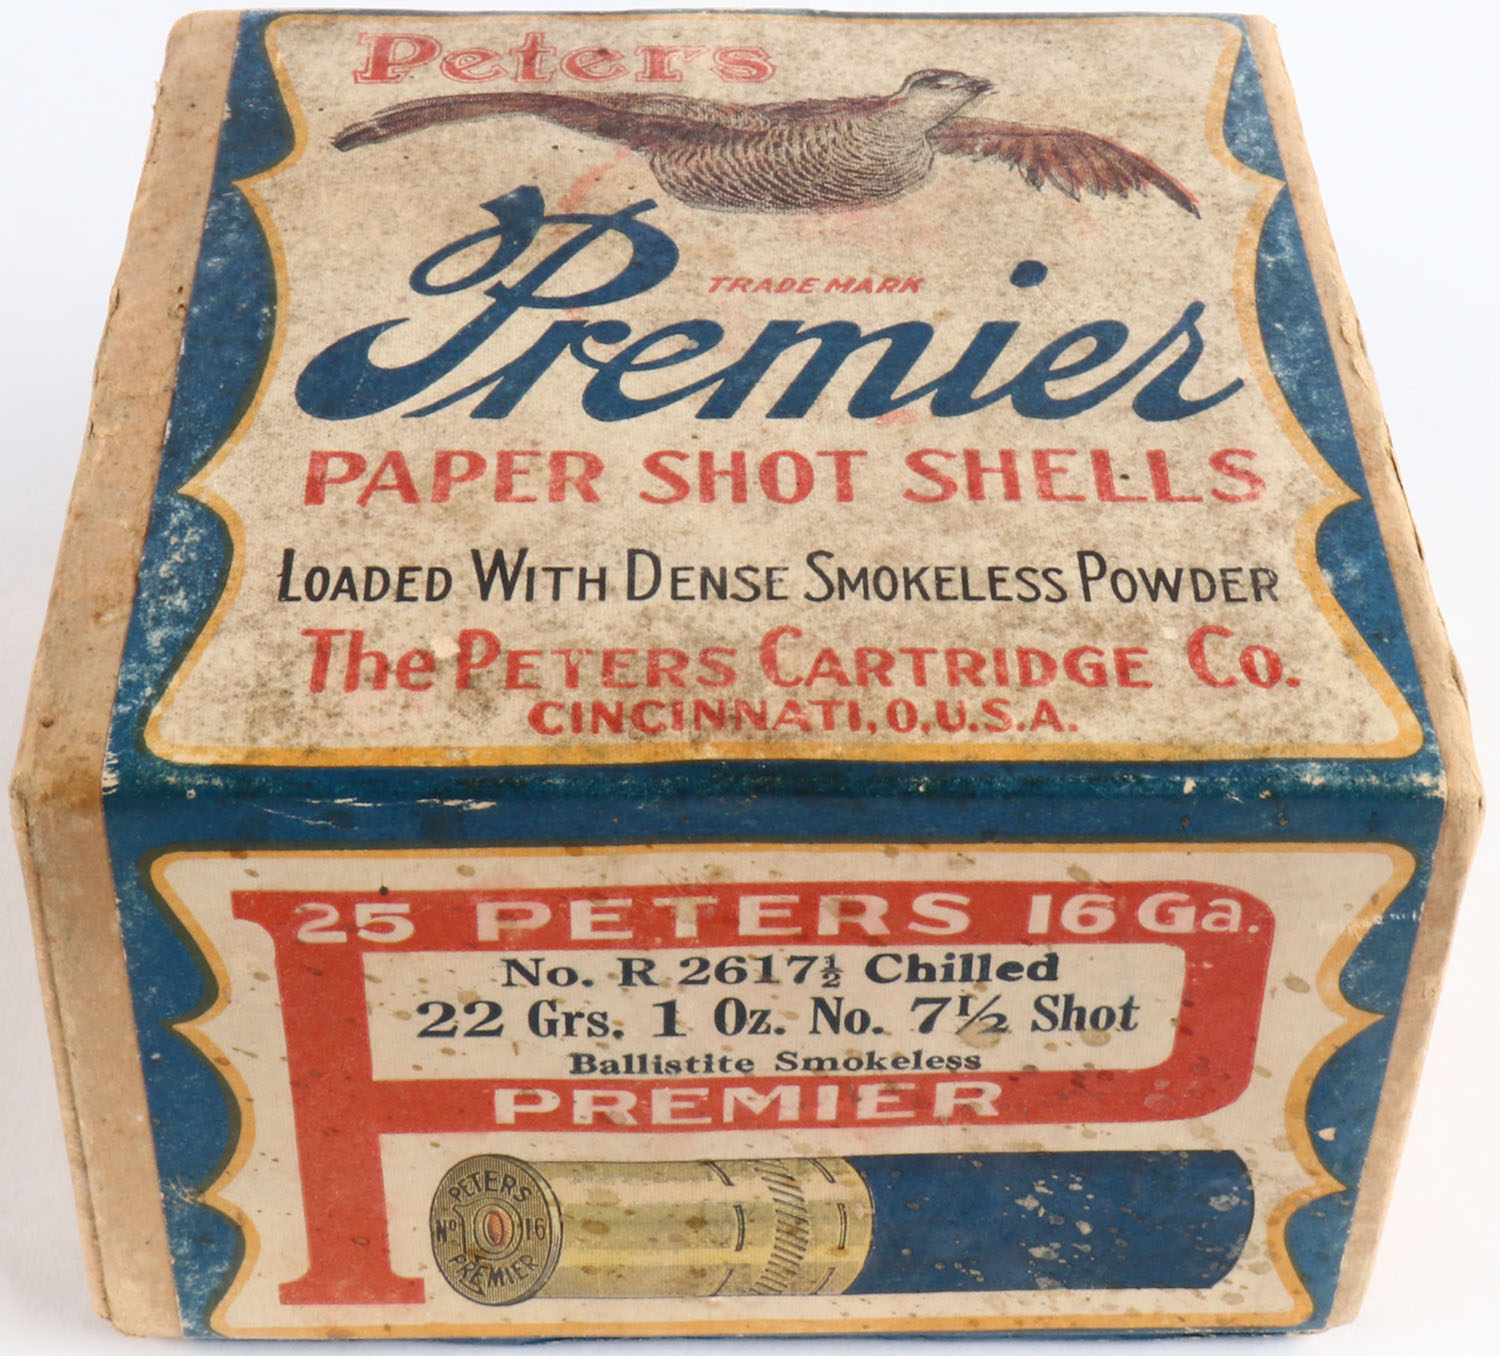 Peters
Premier
TRADE MARK
PAPER SHOT SHELLS
LOADED WITH DENSE SMOKELESS POWDER
The PETERS CARTRIDGE Co.
CINCINNATI, O, U.S.A.
25 PETERS 16 Ga.
No. R 2617½ Chilled
22 Grs. 1 Oz. No. 7½ Shot
Ballistite Smokeless
PREMIER
PETERS
No 16
PREMIER